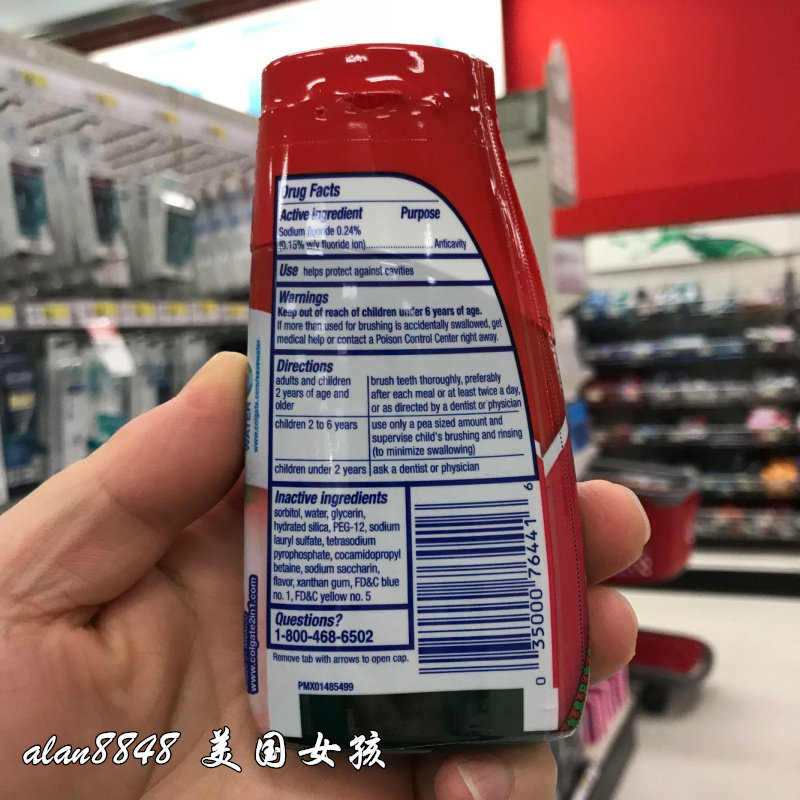 Drug Facts
Active ingredient Purpose
Sodium fluoride 0.24%
(0.15% w/v fluoride ion)........................Anticavity
Use helps protect against cavities
Warnings
Keep out of reach of children under 6 years of age.
If more than used for brushing is accidentally swallowed, get
medical help or contact a Poison Control Center right away.
Directions
adults and children
2 years of age and
older
brush teeth thoroughly, preferably
after each meal or at least twice a day,
or as directed by a dentist or physician
children 2 to 6 years
use only a pea sized amount and
supervise child's brushing and rinsing
(to minimize swallowing)
children under 2 years
ask a dentist or physician
Inactive ingredients
sorbitol, water, glycerin,
hydrated silica, PEG-12, sodium
lauryl sulfate, tetrasodium
pyrophosphate, cocamidopropyl
betaine, sodium saccharin,
flavor, xanthan gum, FD&C blue
no. 1, FD&C yellow no. 5
Questions?
1-800-468-6502
Remove tab with arrows to open cap.
PMX01485499
0 35000 76441 6
WATER
www.colgate.com/savewater
www.colgate2in1.com
alan8848 美国女孩